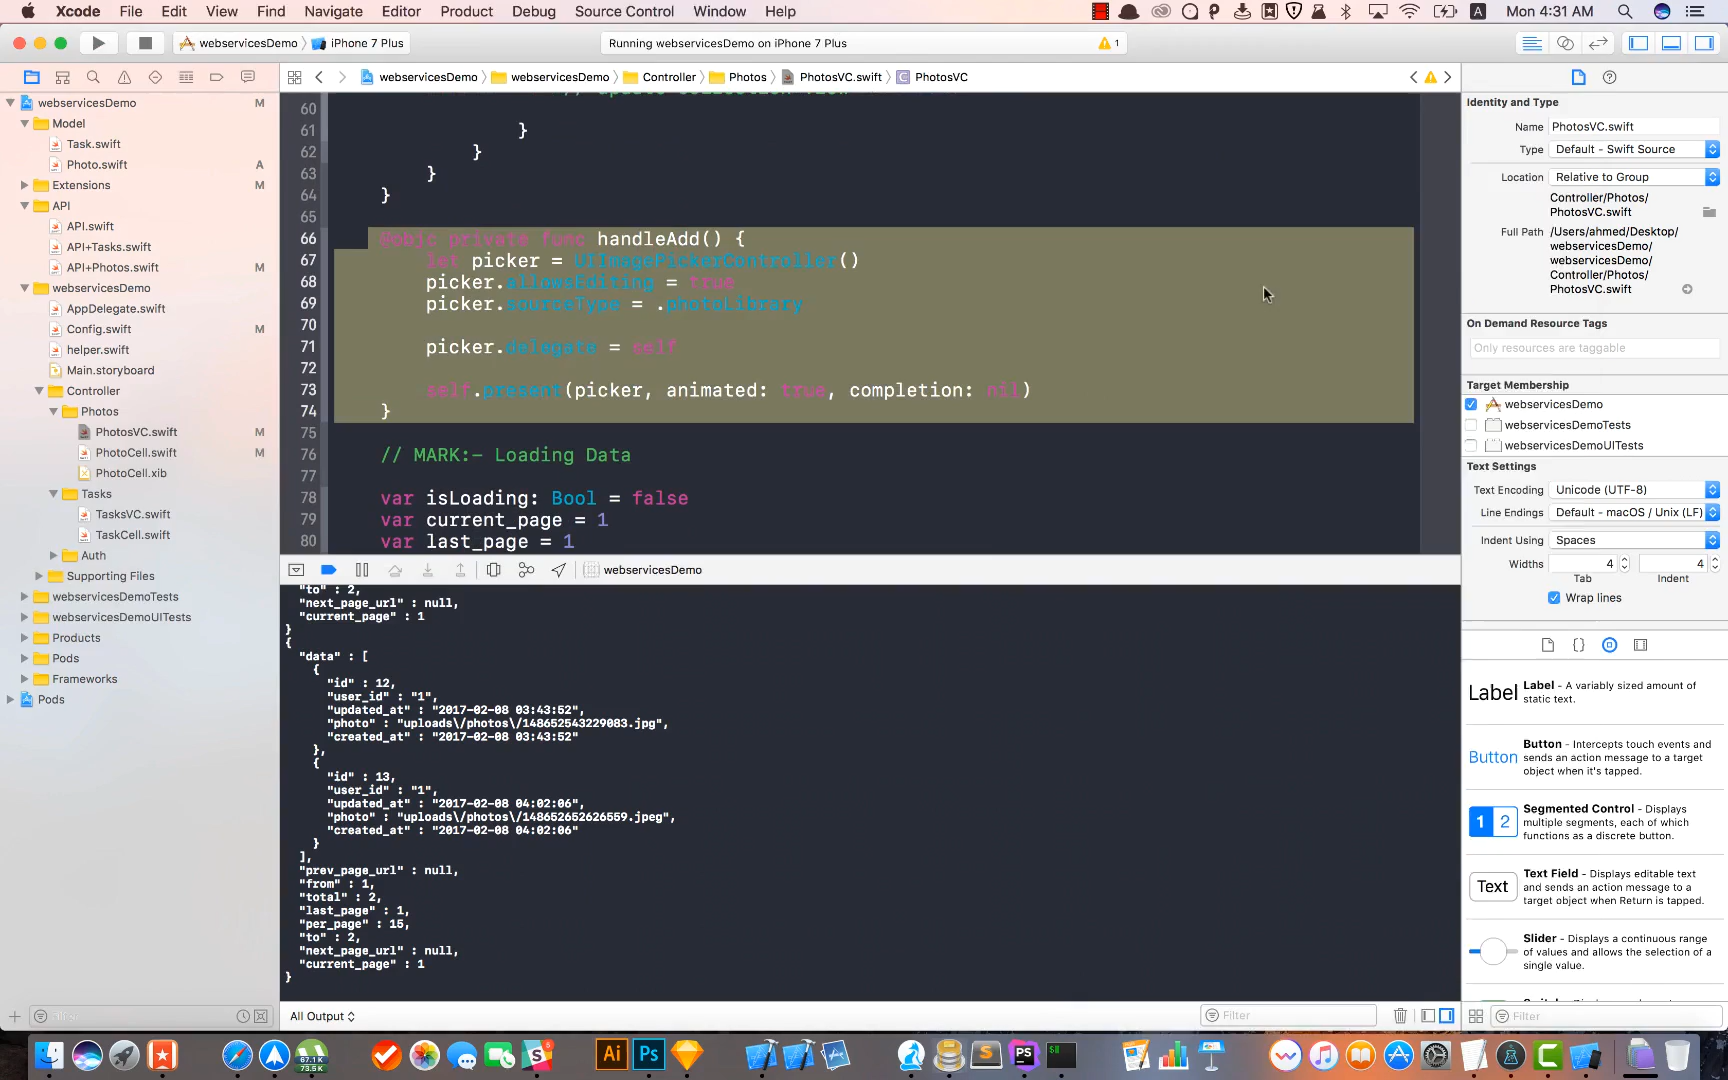 Xcode File Edit View Find Navigate Editor Product Debug Source Control Window Help
A Mon 4:31 AM
webservicesDemo iPhone 7 Plus
Running webservicesDemo on iPhone 7 Plus
1
webservicesDemo webservicesDemo Controller Photos PhotosVC.swift C PhotosVC
webservicesDemo M
Model
Task.swift
Photo.swift A
Extensions M
API
API.swift
API+Tasks.swift
API+Photos.swift M
webservicesDemo
AppDelegate.swift
Config.swift M
helper.swift
Main.storyboard
Controller
Photos
PhotosVC.swift M
PhotoCell.swift M
PhotoCell.xib
Tasks
TasksVC.swift
TaskCell.swift
Auth
Supporting Files
webservicesDemoTests
webservicesDemoUITests
Products
Pods
Frameworks
Pods
60
61 }
62 }
63 }
64 }
65
66 @objc private func handleAdd() {
67 let picker = UIImagePickerController()
68 picker.allowsEditing = true
69 picker.sourceType = .photoLibrary
70
71 picker.delegate = self
72
73 self.present(picker, animated: true, completion: nil)
74 }
75
76 // MARK:- Loading Data
77
78 var isLoading: Bool = false
79 var current_page = 1
80 var last_page = 1
webservicesDemo
"to" : 2,
"next_page_url" : null,
"current_page" : 1
}
{
"data" : [
{
"id" : 12,
"user_id" : "1",
"updated_at" : "2017-02-08 03:43:52",
"photo" : "uploads\/photos\/148652543229083.jpg",
"created_at" : "2017-02-08 03:43:52"
},
{
"id" : 13,
"user_id" : "1",
"updated_at" : "2017-02-08 04:02:06",
"photo" : "uploads\/photos\/148652652626559.jpeg",
"created_at" : "2017-02-08 04:02:06"
}
],
"prev_page_url" : null,
"from" : 1,
"total" : 2,
"last_page" : 1,
"per_page" : 15,
"to" : 2,
"next_page_url" : null,
"current_page" : 1
}
All Output
Filter
Identity and Type
Name PhotosVC.swift
Type Default - Swift Source
Location Relative to Group
Controller/Photos/
PhotosVC.swift
Full Path /Users/ahmed/Desktop/
webservicesDemo/
webservicesDemo/
Controller/Photos/
PhotosVC.swift
On Demand Resource Tags
Only resources are taggable
Target Membership
webservicesDemo
webservicesDemoTests
webservicesDemoUITests
Text Settings
Text Encoding Unicode (UTF-8)
Line Endings Default - macOS / Unix (LF)
Indent Using Spaces
Widths 4 4
Tab Indent
Wrap lines
Label Label - A variably sized amount of
static text.
Button Button - Intercepts touch events and
sends an action message to a target
object when it's tapped.
1 2 Segmented Control - Displays
multiple segments, each of which
functions as a discrete button.
Text Text Field - Displays editable text
and sends an action message to a
target object when Return is tapped.
Slider - Displays a continuous range
of values and allows the selection of a
single value.
Filter
67.1 K
73.5 K
5
Ai
Ps
S
PS
C